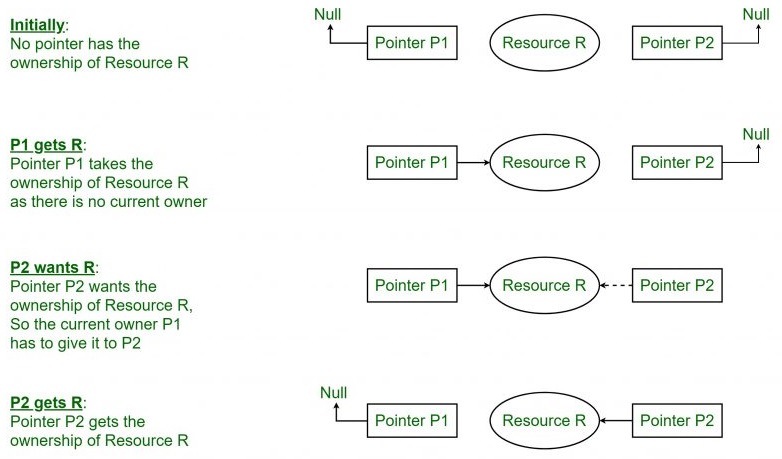 Initially:
No pointer has the
ownership of Resource R
Null
Pointer P1
Resource R
Pointer P2
Null
P1 gets R:
Pointer P1 takes the
ownership of Resource R
as there is no current owner
Pointer P1
Resource R
Pointer P2
Null
P2 wants R:
Pointer P2 wants the
ownership of Resource R,
So the current owner P1
has to give it to P2
Pointer P1
Resource R
Pointer P2
P2 gets R:
Pointer P2 gets the
ownership of Resource R
Null
Pointer P1
Resource R
Pointer P2